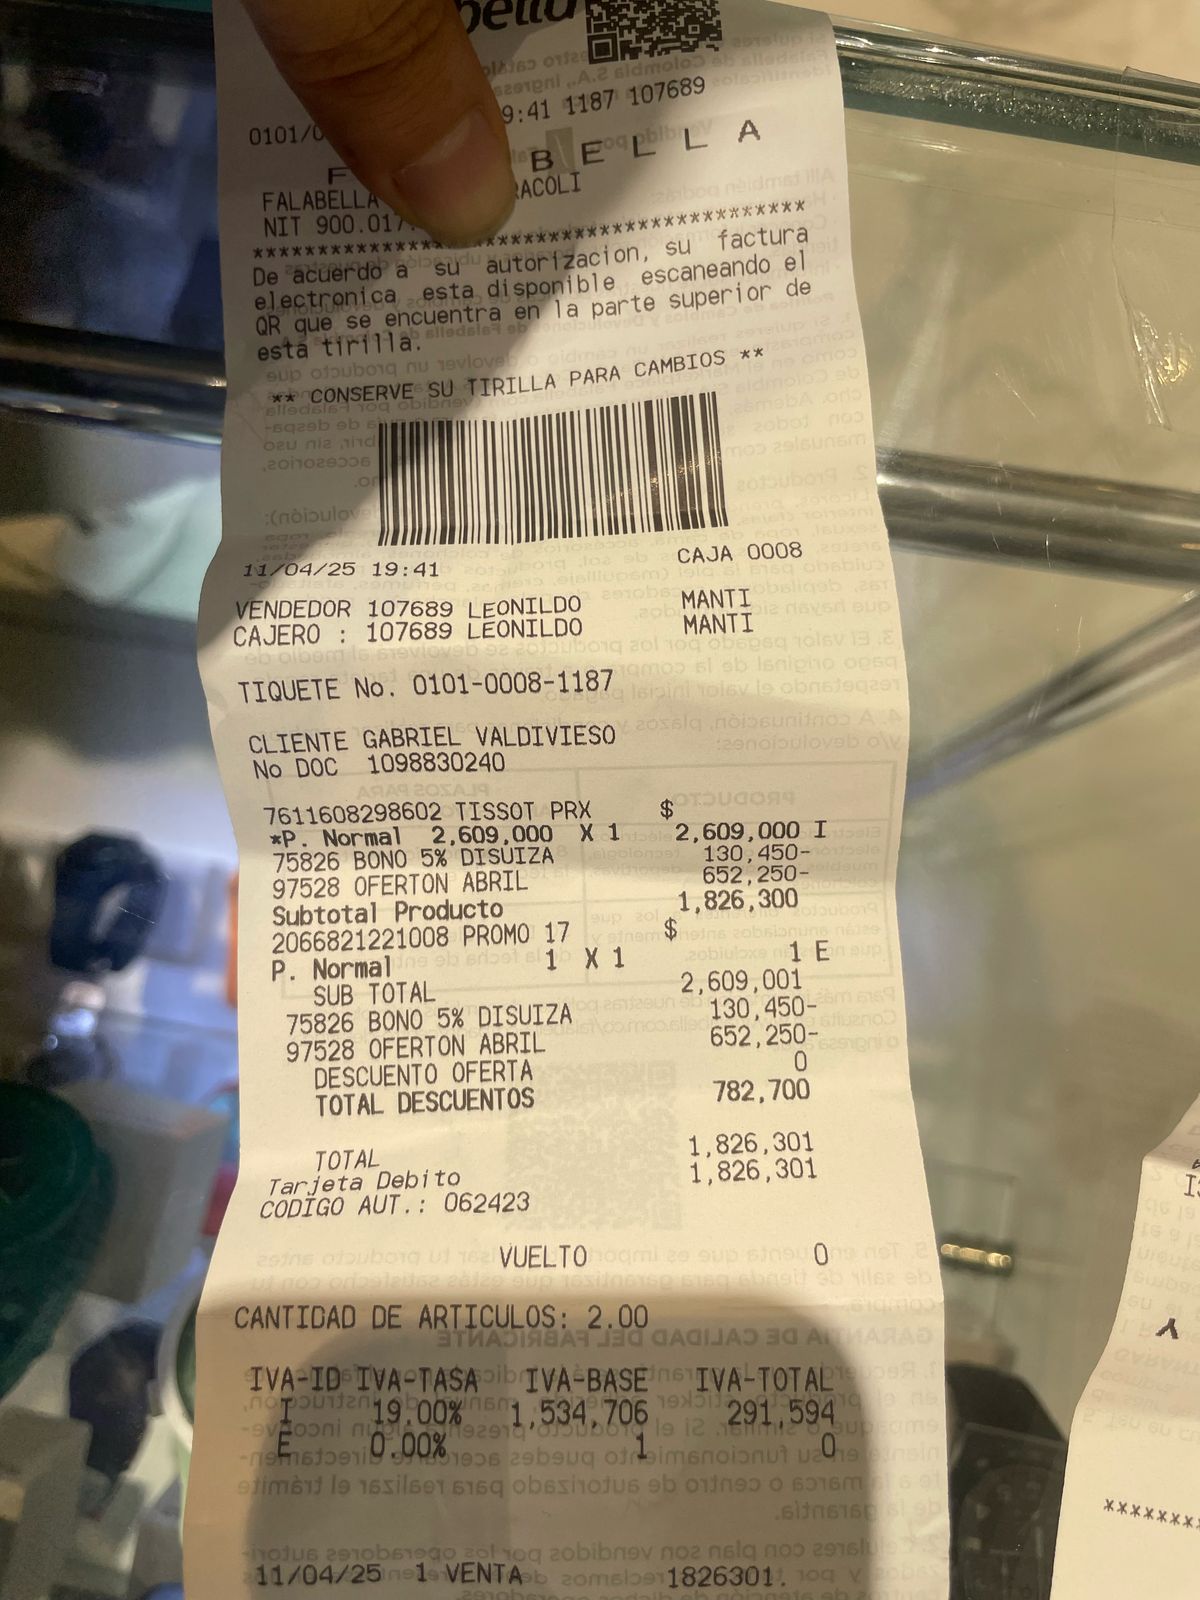 bella
0101/0 9:41 1187 107689
F BELLA
FALABELLA RACOLI
NIT 900.017.
*******************************************
De acuerdo a su autorizacion, su factura
electronica esta disponible escaneando el
QR que se encuentra en la parte superior de
esta tirilla.
** CONSERVE SU TIRILLA PARA CAMBIOS **
11/04/25 19:41 CAJA 0008
VENDEDOR 107689 LEONILDO MANTI
CAJERO : 107689 LEONILDO MANTI
TIQUETE No. 0101-0008-1187
CLIENTE GABRIEL VALDIVIESO
No DOC 1098830240
7611608298602 TISSOT PRX $
*P. Normal 2,609,000 X 1 2,609,000 I
75826 BONO 5% DISUIZA 130,450-
97528 OFERTON ABRIL 652,250-
Subtotal Producto 1,826,300
2066821221008 PROMO 17 $
P. Normal 1 X 1 1 E
SUB TOTAL 2,609,001
75826 BONO 5% DISUIZA 130,450-
97528 OFERTON ABRIL 652,250-
DESCUENTO OFERTA 0
TOTAL DESCUENTOS 782,700
TOTAL 1,826,301
Tarjeta Debito 1,826,301
CODIGO AUT.: 062423
VUELTO 0
CANTIDAD DE ARTICULOS: 2.00
IVA-ID IVA-TASA IVA-BASE IVA-TOTAL
I 19.00% 1,534,706 291,594
E 0.00% 1 0
11/04/25 1 VENTA 1826301.